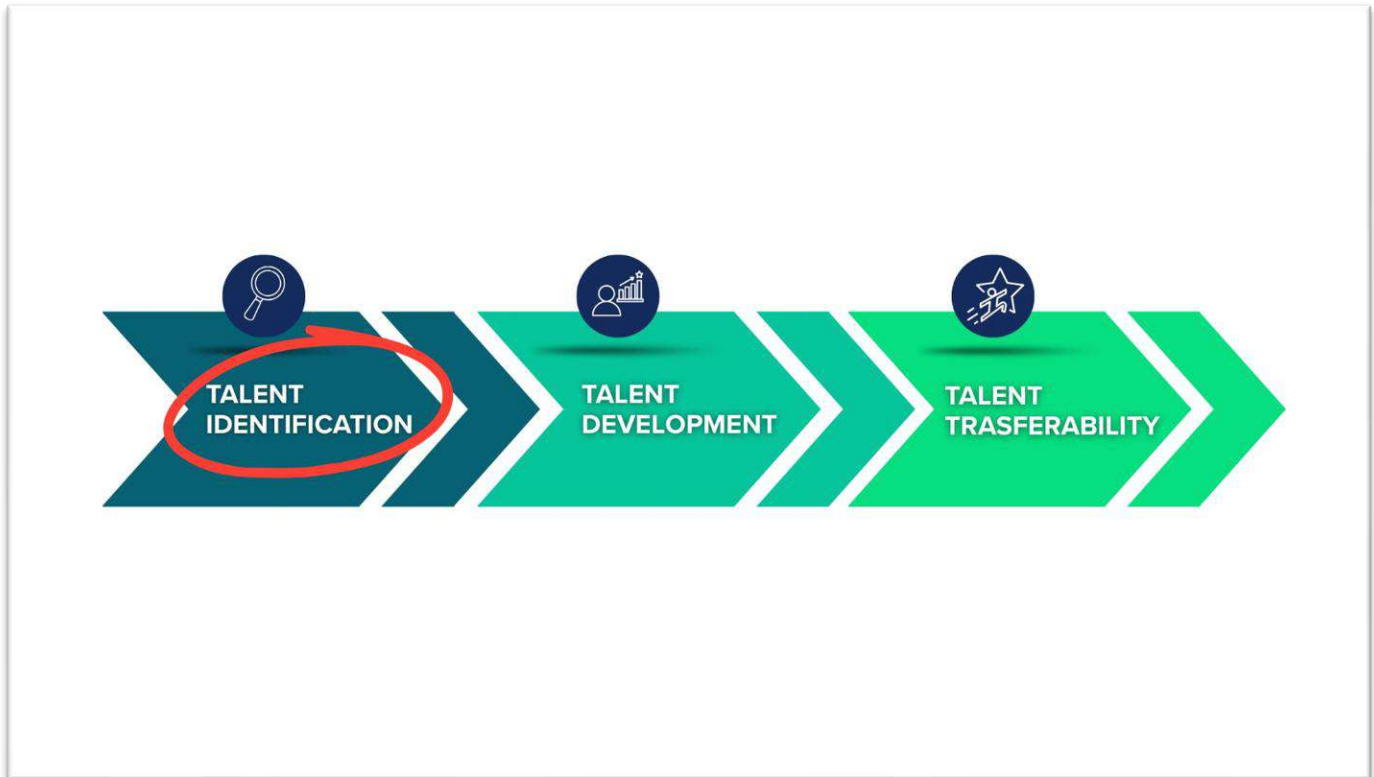 TALENT
IDENTIFICATION
TALENT
DEVELOPMENT
TALENT
TRASFERABILITY